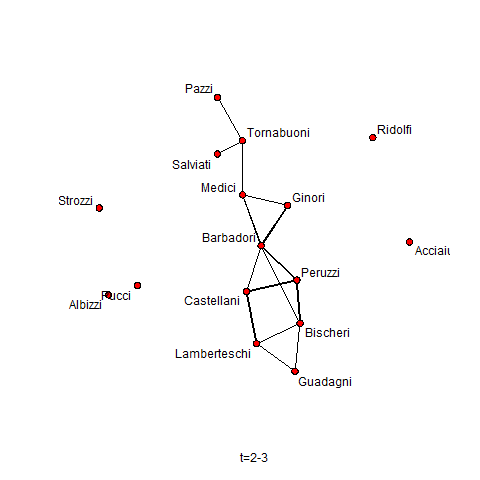 Pazzi
Tornabuoni
Ridolfi
Salviati
Medici
Ginori
Strozzi
Barbadori
Acciaiu
Peruzzi
Pucci
Castellani
Albizzi
Bischeri
Lamberteschi
Guadagni
t=2-3